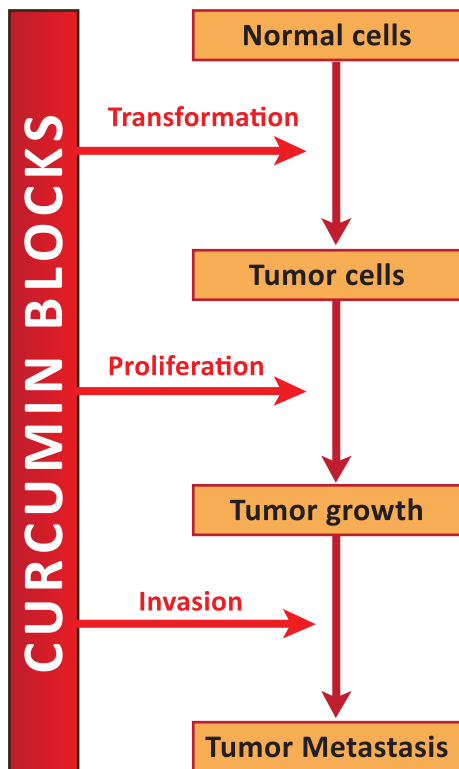 CURCUMIN BLOCKS
Normal cells
Transformation
Tumor cells
Proliferation
Tumor growth
Invasion
Tumor Metastasis